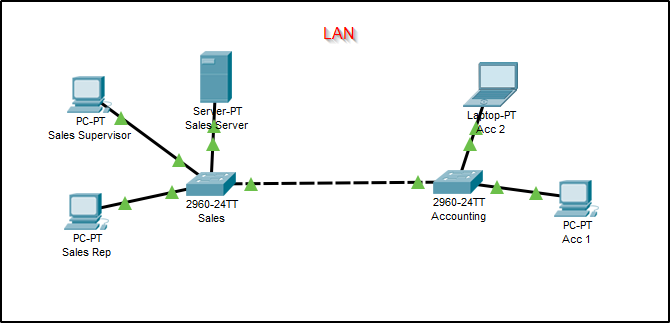 LAN
PC-PT
Sales Supervisor
Server-PT
Sales Server
Laptop-PT
Acc 2
2960-24TT
Sales
2960-24TT
Accounting
PC-PT
Sales Rep
PC-PT
Acc 1